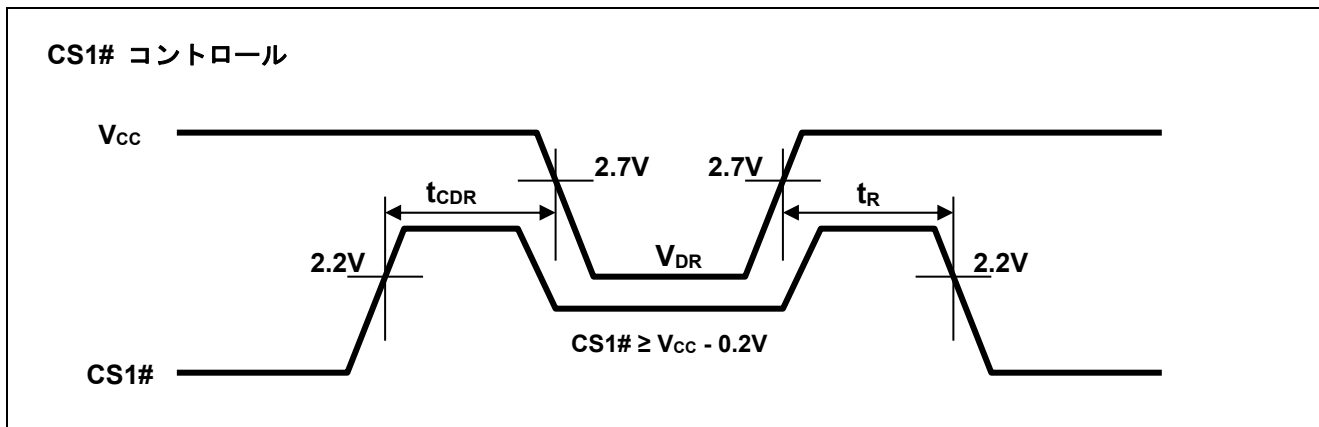 CS1# コントロール
Vcc
2.7V
2.7V
tCDR
tR
2.2V
VDR
2.2V
CS1# ≥ Vcc - 0.2V
CS1#